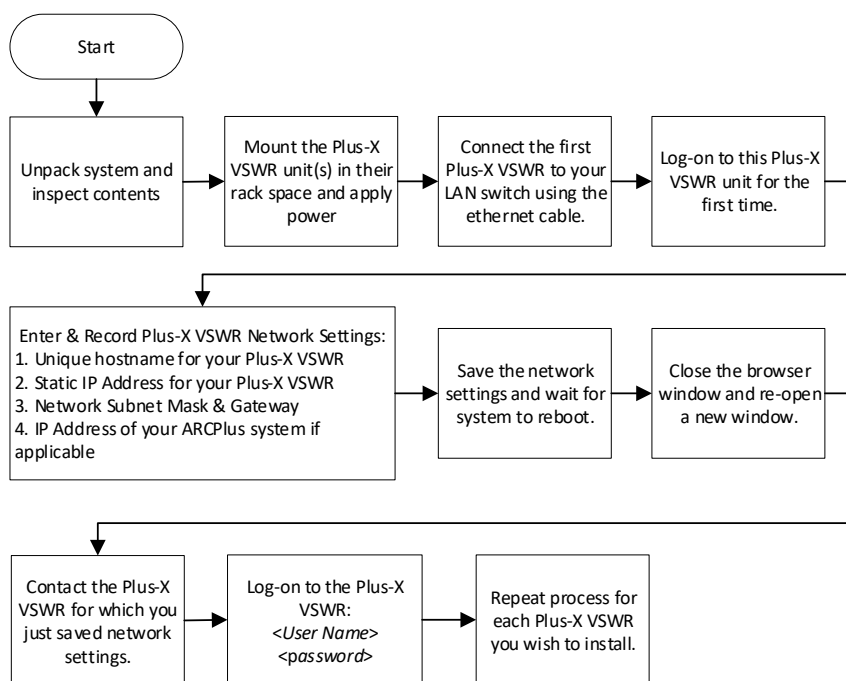 Start
Unpack system and
inspect contents
Mount the Plus-X
VSWR unit(s) in their
rack space and apply
power
Connect the first
Plus-X VSWR to your
LAN switch using the
ethernet cable.
Log-on to this Plus-X
VSWR unit for the
first time.
Enter & Record Plus-X VSWR Network Settings:
1. Unique hostname for your Plus-X VSWR
2. Static IP Address for your Plus-X VSWR
3. Network Subnet Mask & Gateway
4. IP Address of your ARCPlus system if
applicable
Save the network
settings and wait for
system to reboot.
Close the browser
window and re-open
a new window.
Contact the Plus-X
VSWR for which you
just saved network
settings.
Log-on to the Plus-X
VSWR:
<User Name>
<password>
Repeat process for
each Plus-X VSWR
you wish to install.